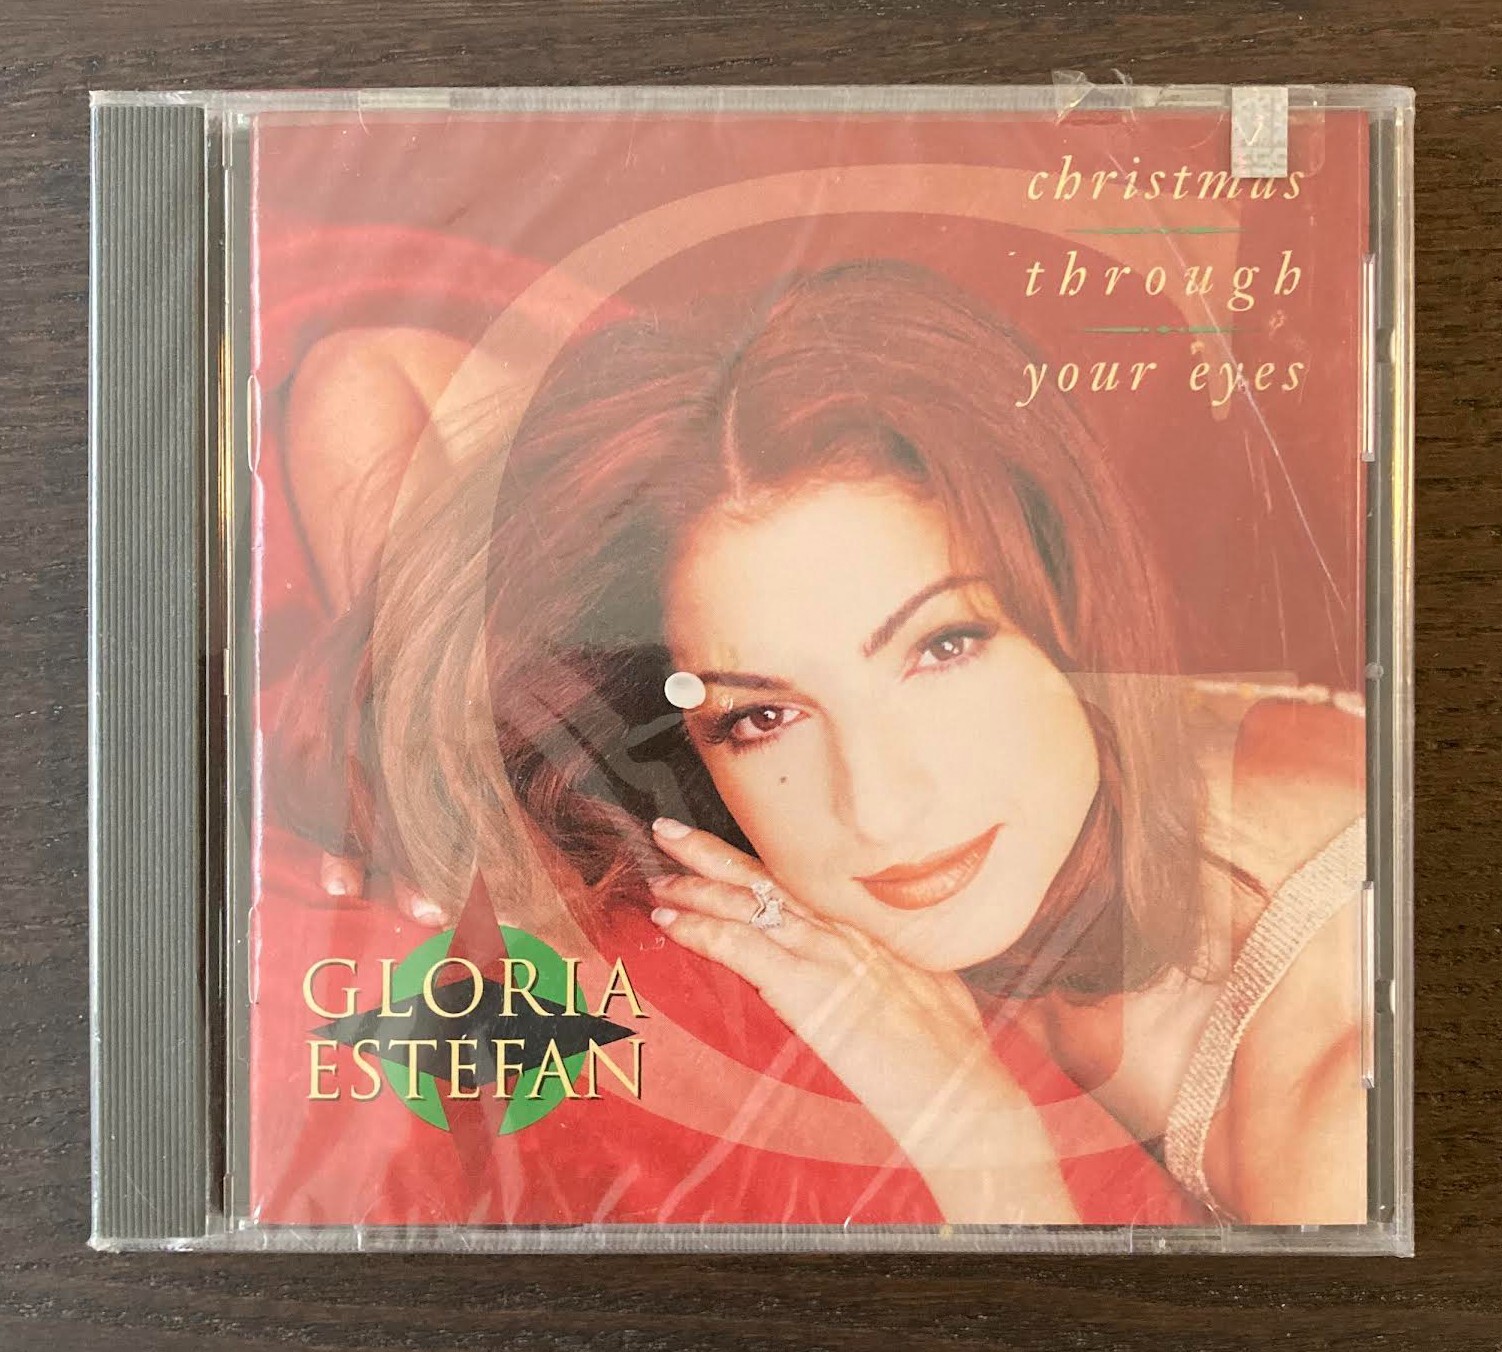 christmas
through
your eyes
GLORIA
ESTEFAN